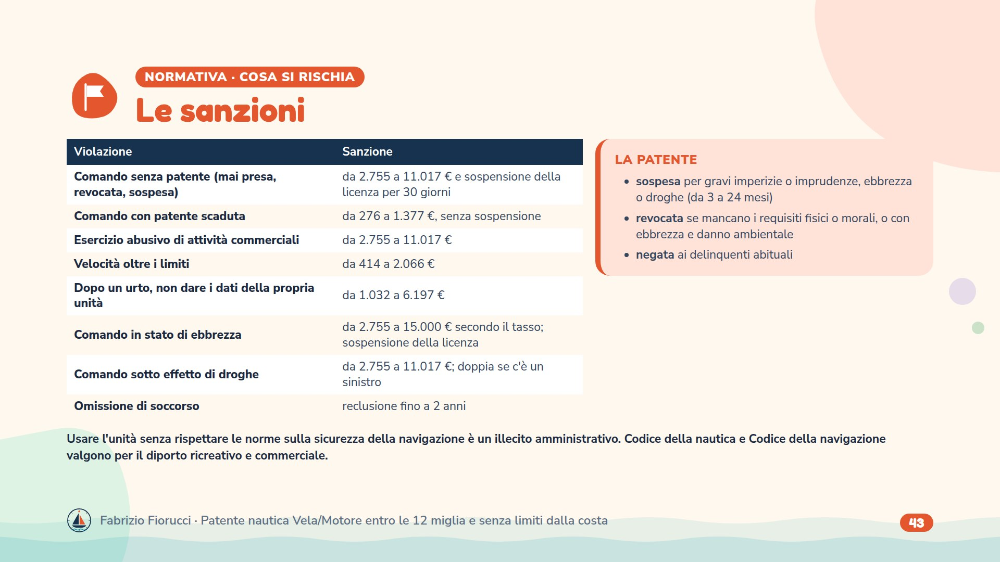 NORMATIVA · COSA SI RISCHIA
Le sanzioni
Violazione
Sanzione
Comando senza patente (mai presa,
revocata, sospesa)
da 2.755 a 11.017 € e sospensione della
licenza per 30 giorni
Comando con patente scaduta
da 276 a 1.377 €, senza sospensione
Esercizio abusivo di attività commerciali
da 2.755 a 11.017 €
Velocità oltre i limiti
da 414 a 2.066 €
Dopo un urto, non dare i dati della propria
unità
da 1.032 a 6.197 €
Comando in stato di ebbrezza
da 2.755 a 15.000 € secondo il tasso;
sospensione della licenza
Comando sotto effetto di droghe
da 2.755 a 11.017 €; doppia se c'è un
sinistro
Omissione di soccorso
reclusione fino a 2 anni
LA PATENTE
• sospesa per gravi imperizie o imprudenze, ebbrezza
o droghe (da 3 a 24 mesi)
• revocata se mancano i requisiti fisici o morali, o con
ebbrezza e danno ambientale
• negata ai delinquenti abituali
Usare l'unità senza rispettare le norme sulla sicurezza della navigazione è un illecito amministrativo. Codice della nautica e Codice della navigazione
valgono per il diporto ricreativo e commerciale.
Fabrizio Fiorucci · Patente nautica Vela/Motore entro le 12 miglia e senza limiti dalla costa
43